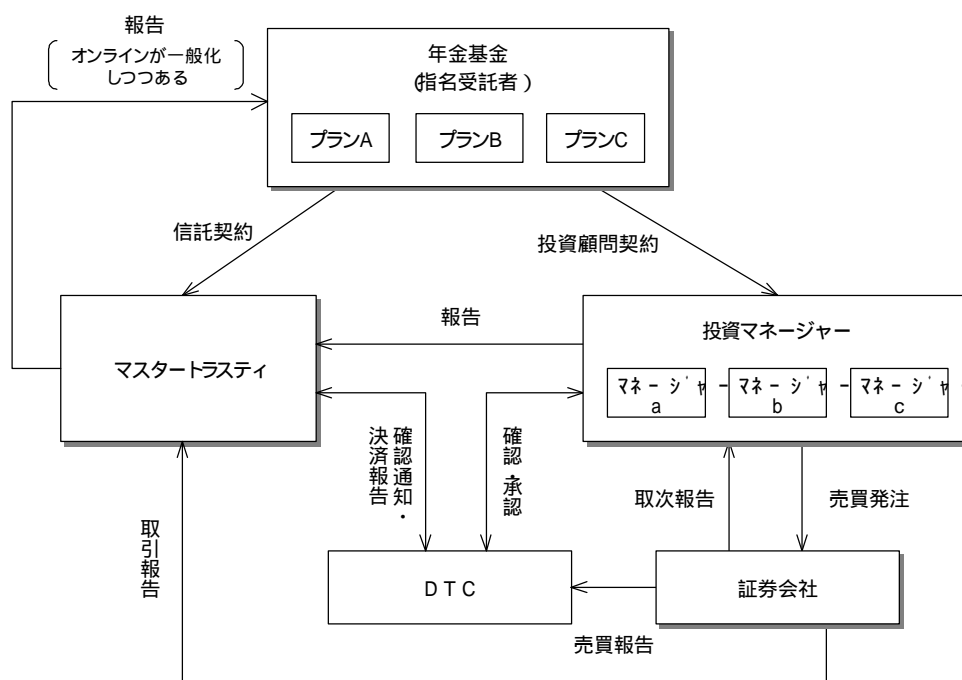 報告
オンラインが一般化
しつつある
年金基金
(指名受託者)
プランA
プランB
プランC
信託契約
投資顧問契約
マスタートラスティ
報告
投資マネージャー
マネージャー
a
マネージャー
b
マネージャー
c
確認通知・
決済報告
確認・承認
取次報告
売買発注
取引報告
DTC
証券会社
売買報告